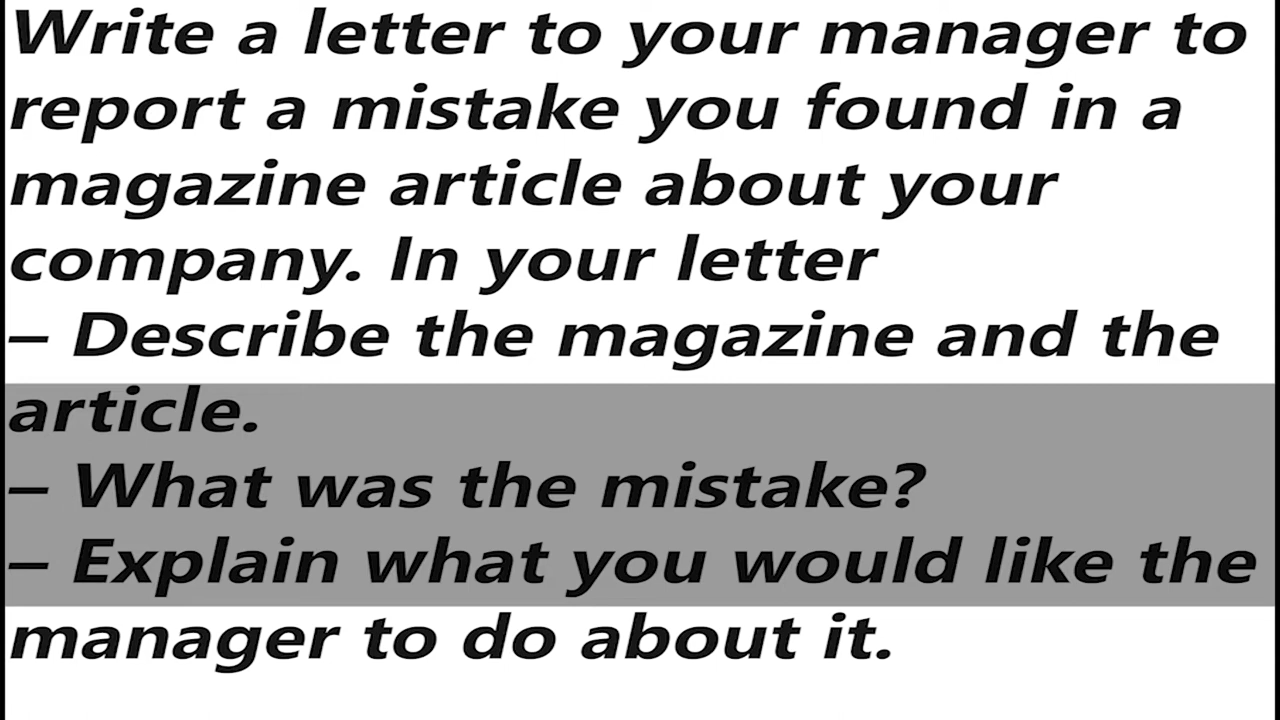 Write a letter to your manager to
report a mistake you found in a
magazine article about your
company. In your letter
– Describe the magazine and the
article.
– What was the mistake?
– Explain what you would like the
manager to do about it.